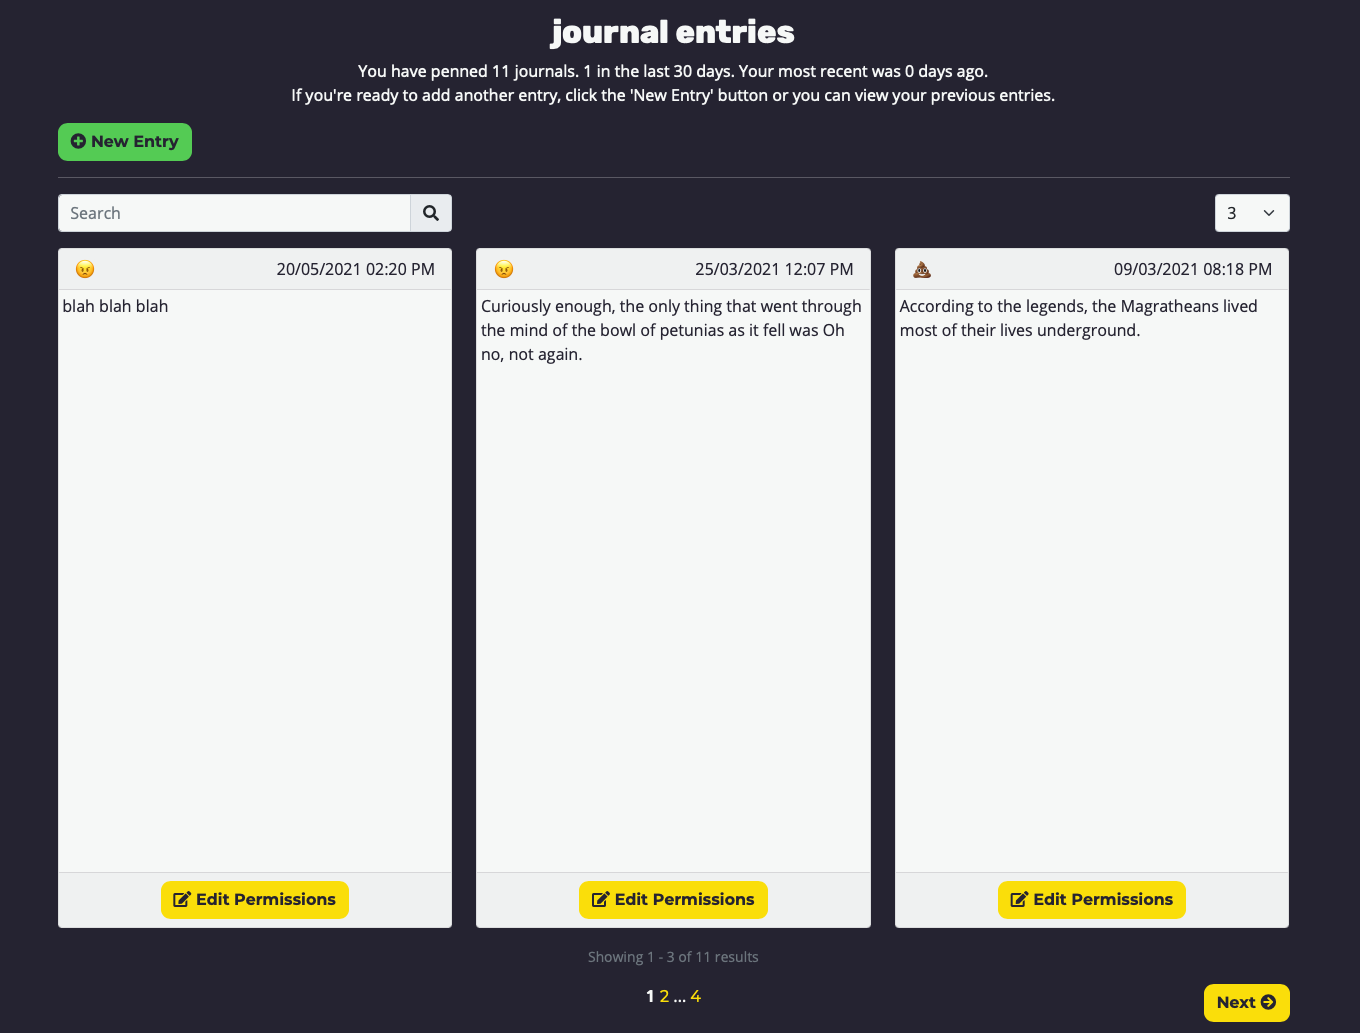 journal entries
You have penned 11 journals. 1 in the last 30 days. Your most recent was 0 days ago.
If you're ready to add another entry, click the 'New Entry' button or you can view your previous entries.
New Entry
Search
3
20/05/2021 02:20 PM
blah blah blah
Edit Permissions
25/03/2021 12:07 PM
Curiously enough, the only thing that went through
the mind of the bowl of petunias as it fell was Oh
no, not again.
Edit Permissions
09/03/2021 08:18 PM
According to the legends, the Magratheans lived
most of their lives underground.
Edit Permissions
Showing 1 - 3 of 11 results
1 2 ... 4
Next